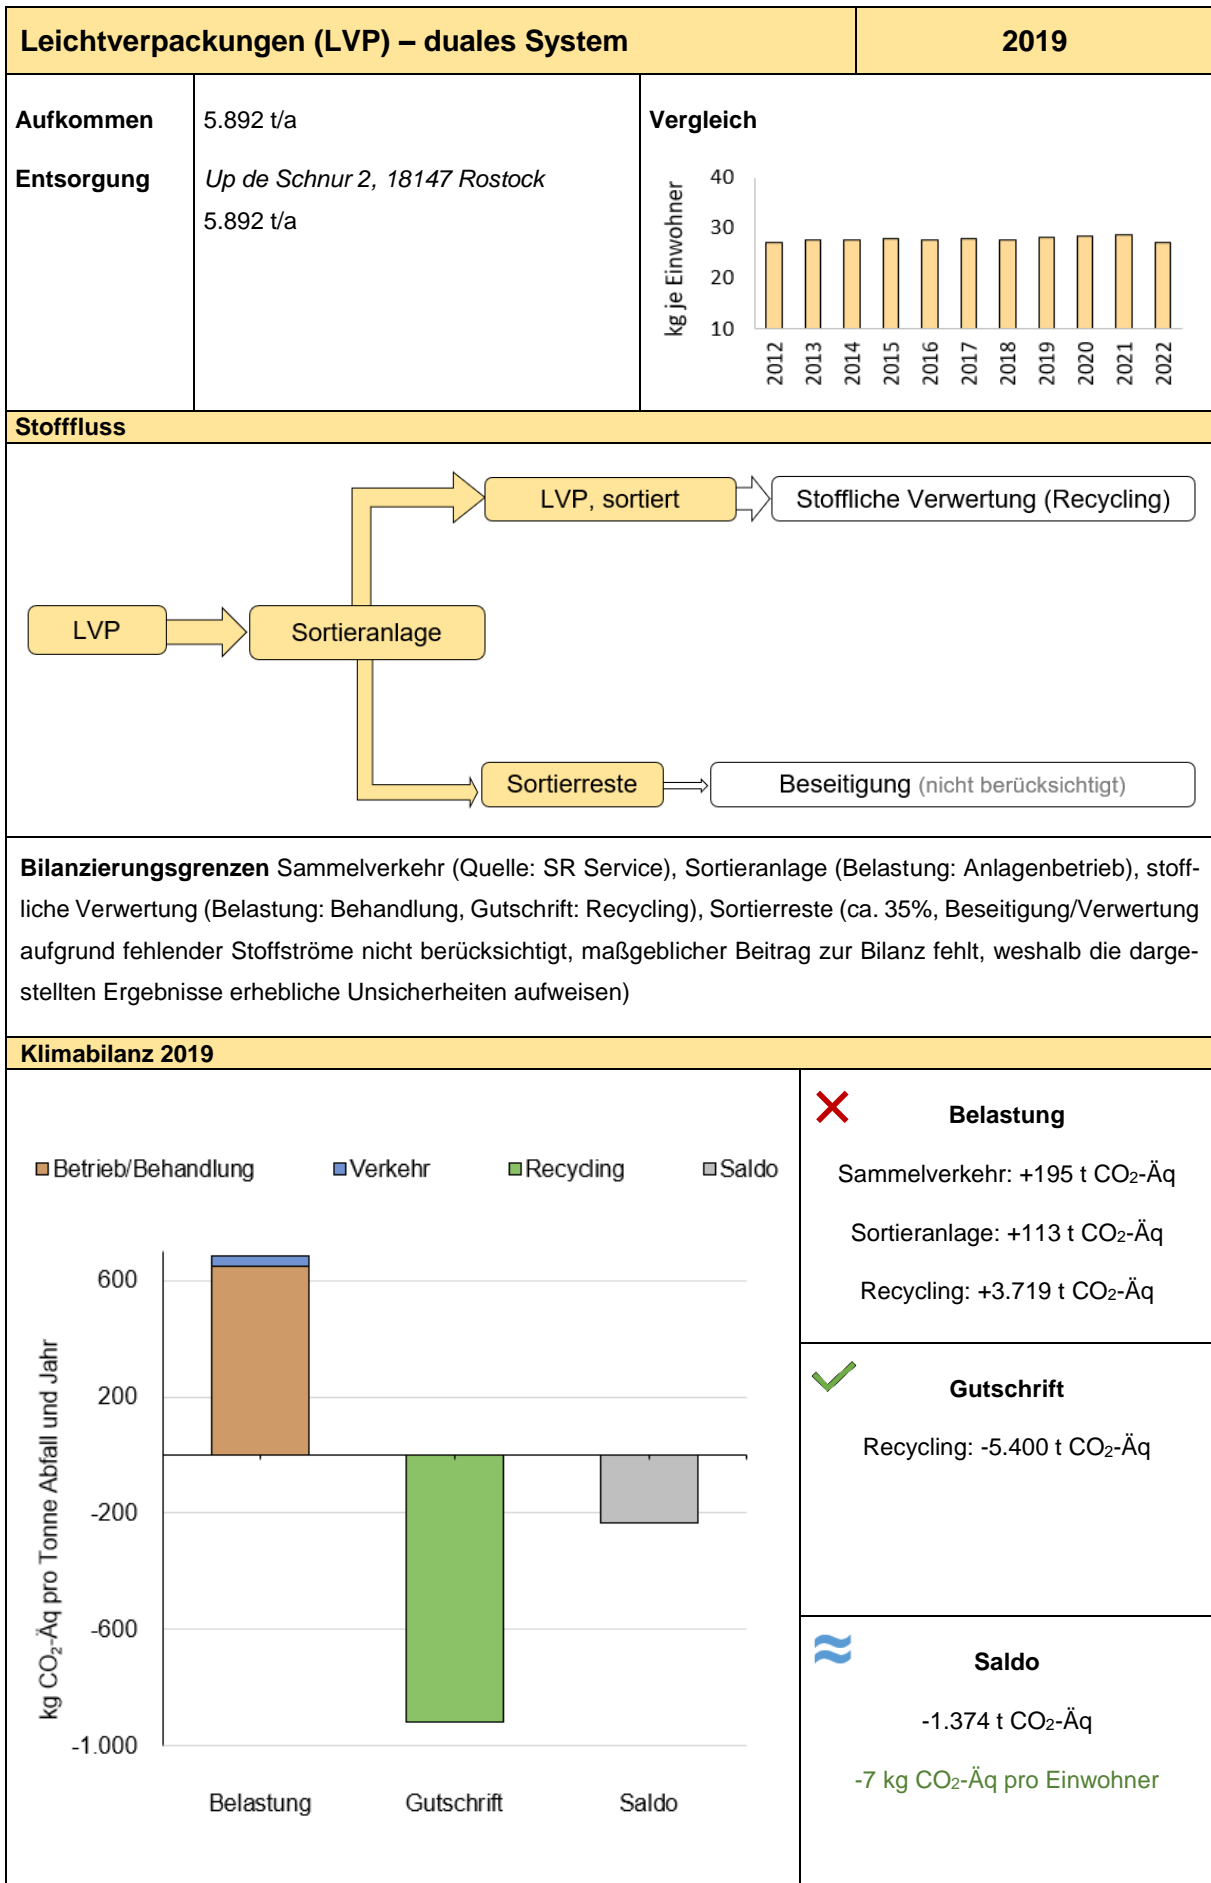 Leichtverpackungen (LVP) – duales System
2019
Aufkommen
5.892 t/a
Entsorgung
Up de Schnur 2, 18147 Rostock
5.892 t/a
Vergleich
kg je Einwohner
40
30
20
10
2012
2013
2014
2015
2016
2017
2018
2019
2020
2021
2022
Stofffluss
LVP, sortiert
Stoffliche Verwertung (Recycling)
LVP
Sortieranlage
Sortierreste
Beseitigung (nicht berücksichtigt)
Bilanzierungsgrenzen Sammelverkehr (Quelle: SR Service), Sortieranlage (Belastung: Anlagenbetrieb), stoff-
liche Verwertung (Belastung: Behandlung, Gutschrift: Recycling), Sortierreste (ca. 35%, Beseitigung/Verwertung
aufgrund fehlender Stoffströme nicht berücksichtigt, maßgeblicher Beitrag zur Bilanz fehlt, weshalb die darge-
stellten Ergebnisse erhebliche Unsicherheiten aufweisen)
Klimabilanz 2019
Betrieb/Behandlung
Verkehr
Recycling
Saldo
kg CO₂-Äq pro Tonne Abfall und Jahr
600
200
-200
-600
-1.000
Belastung
Gutschrift
Saldo
Belastung
Sammelverkehr: +195 t CO₂-Äq
Sortieranlage: +113 t CO₂-Äq
Recycling: +3.719 t CO₂-Äq
Gutschrift
Recycling: -5.400 t CO₂-Äq
Saldo
-1.374 t CO₂-Äq
-7 kg CO₂-Äq pro Einwohner